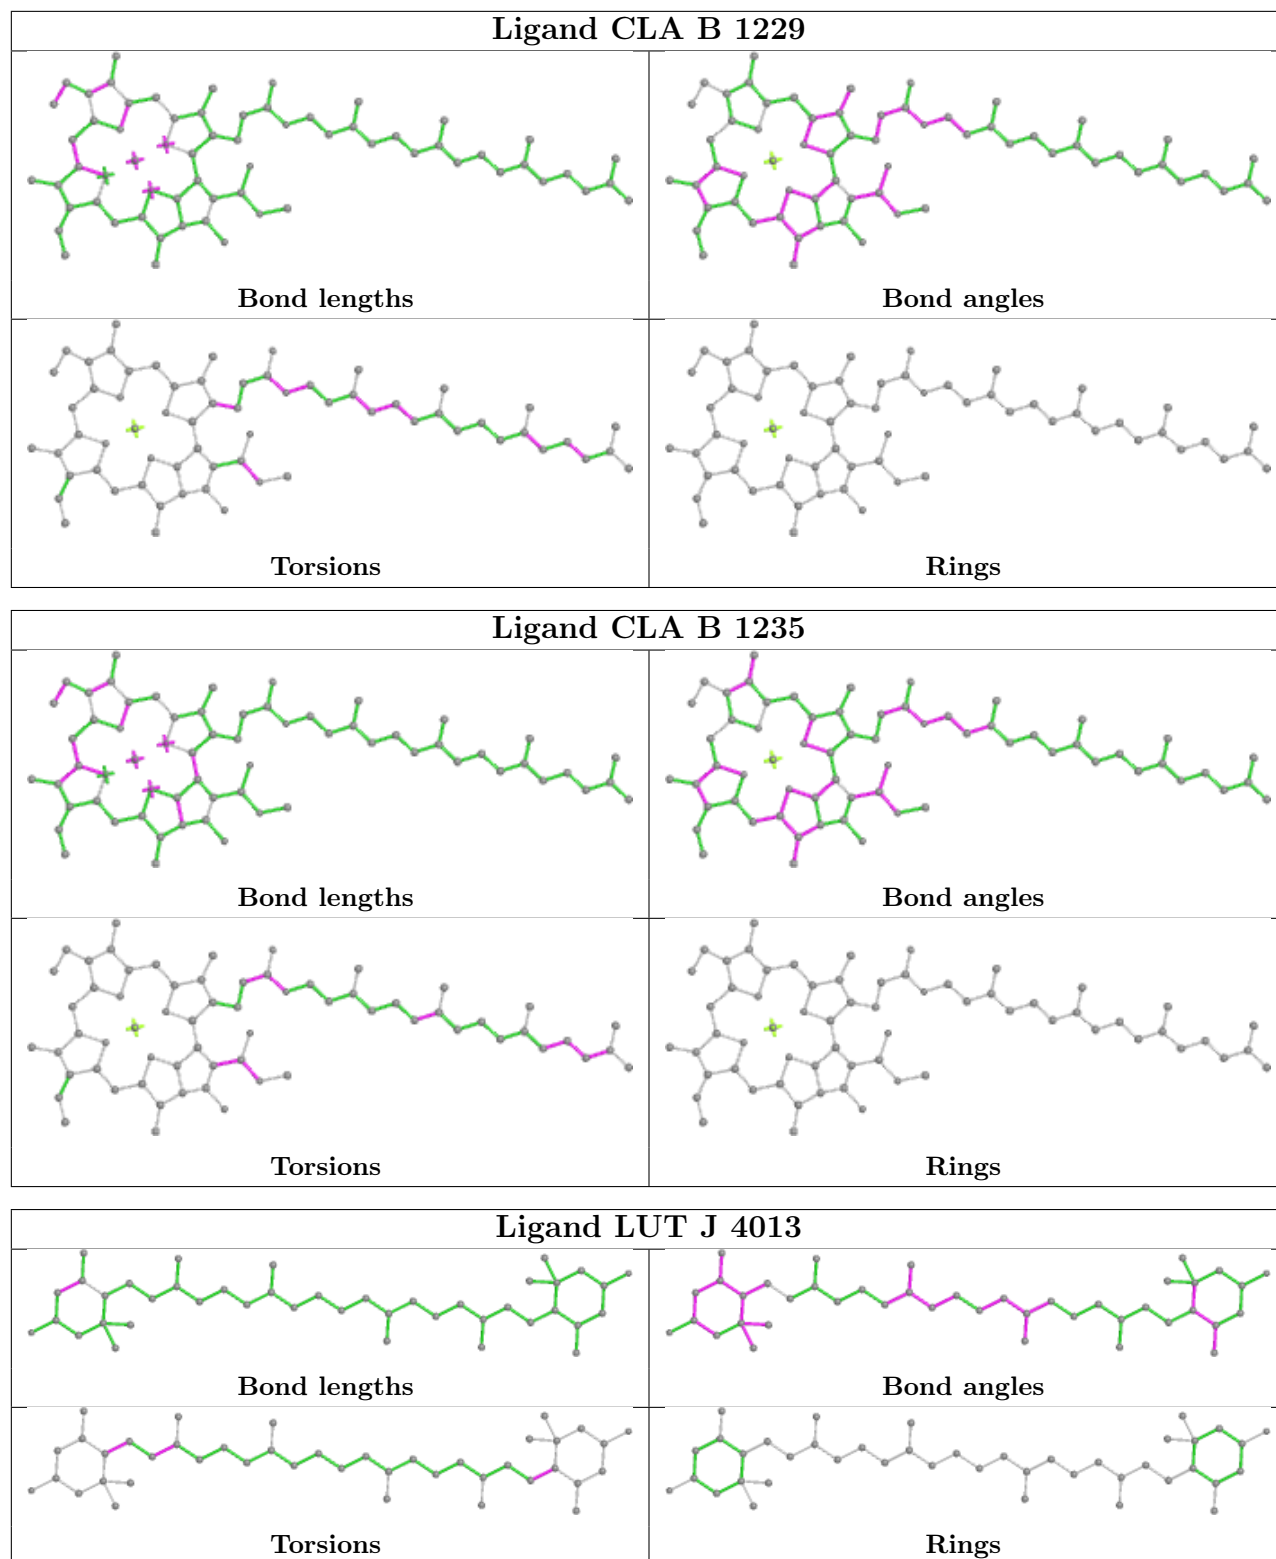 Ligand CLA B 1229
Bond lengths
Bond angles
Torsions
Rings
Ligand CLA B 1235
Bond lengths
Bond angles
Torsions
Rings
Ligand LUT J 4013
Bond lengths
Bond angles
Torsions
Rings